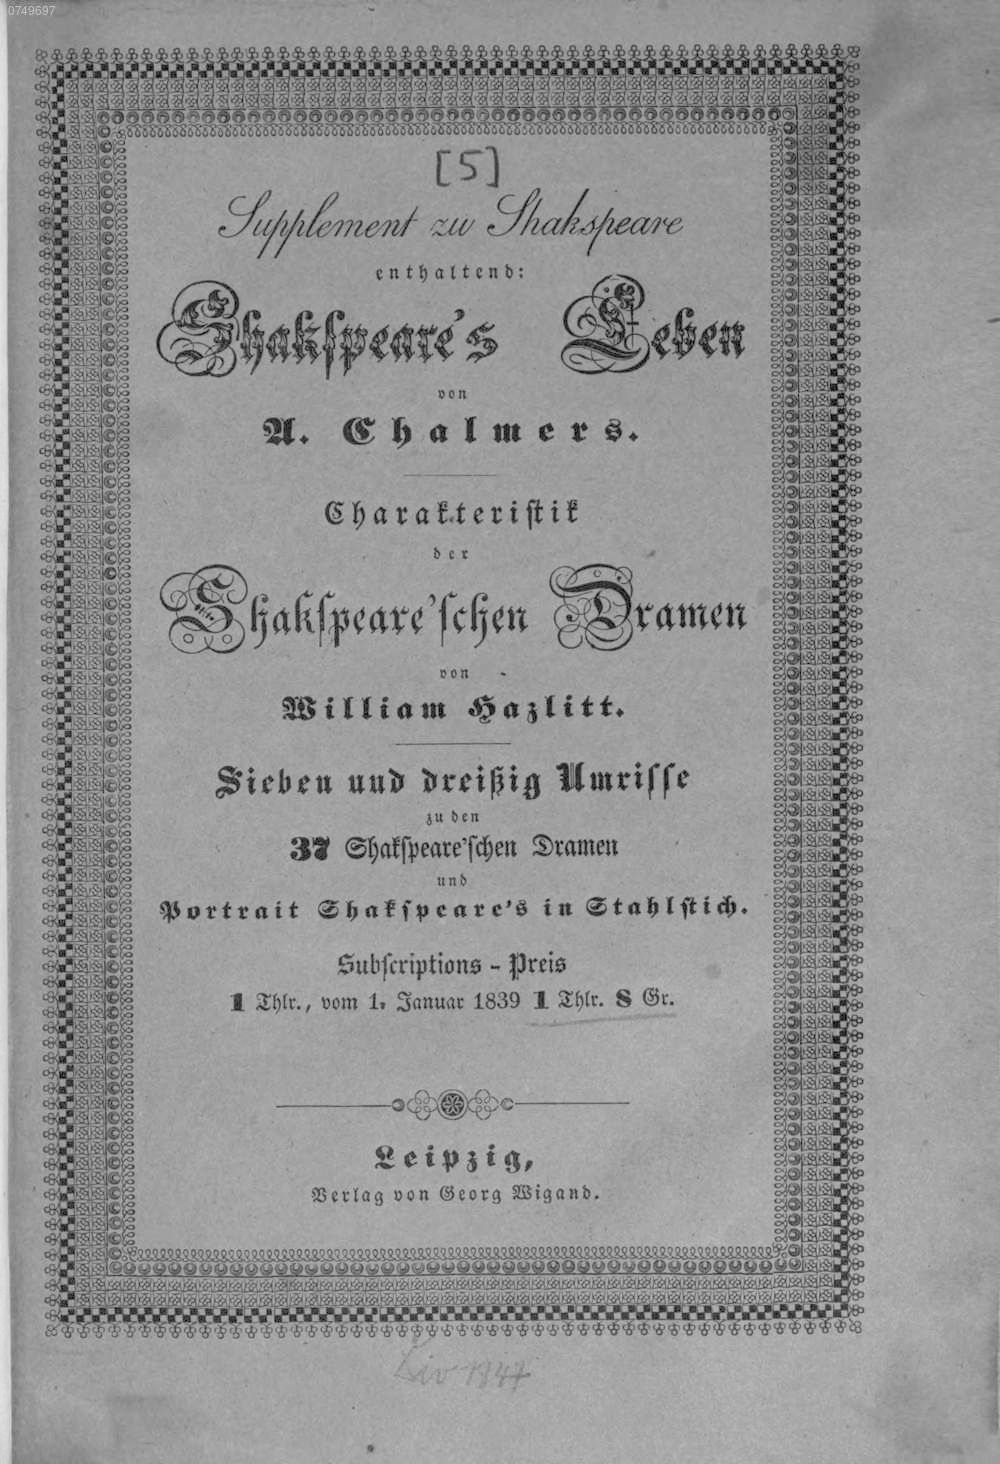 0749697
[5]
Supplement zu Shakspeare
enthaltend:
Shakspeare's Leben
von
A. Chalmers.
Charakteristik
der
Shakspeare'schen Dramen
von
William Hazlitt.
Sieben und dreißig Umrisse
zu den
37 Shakspeare'schen Dramen
und
Portrait Shakspeare's in Stahlstich.
Subscriptions-Preis
1 Thlr., vom 1. Januar 1839 1 Thlr. 8 Gr.
Leipzig,
Verlag von Georg Wigand.